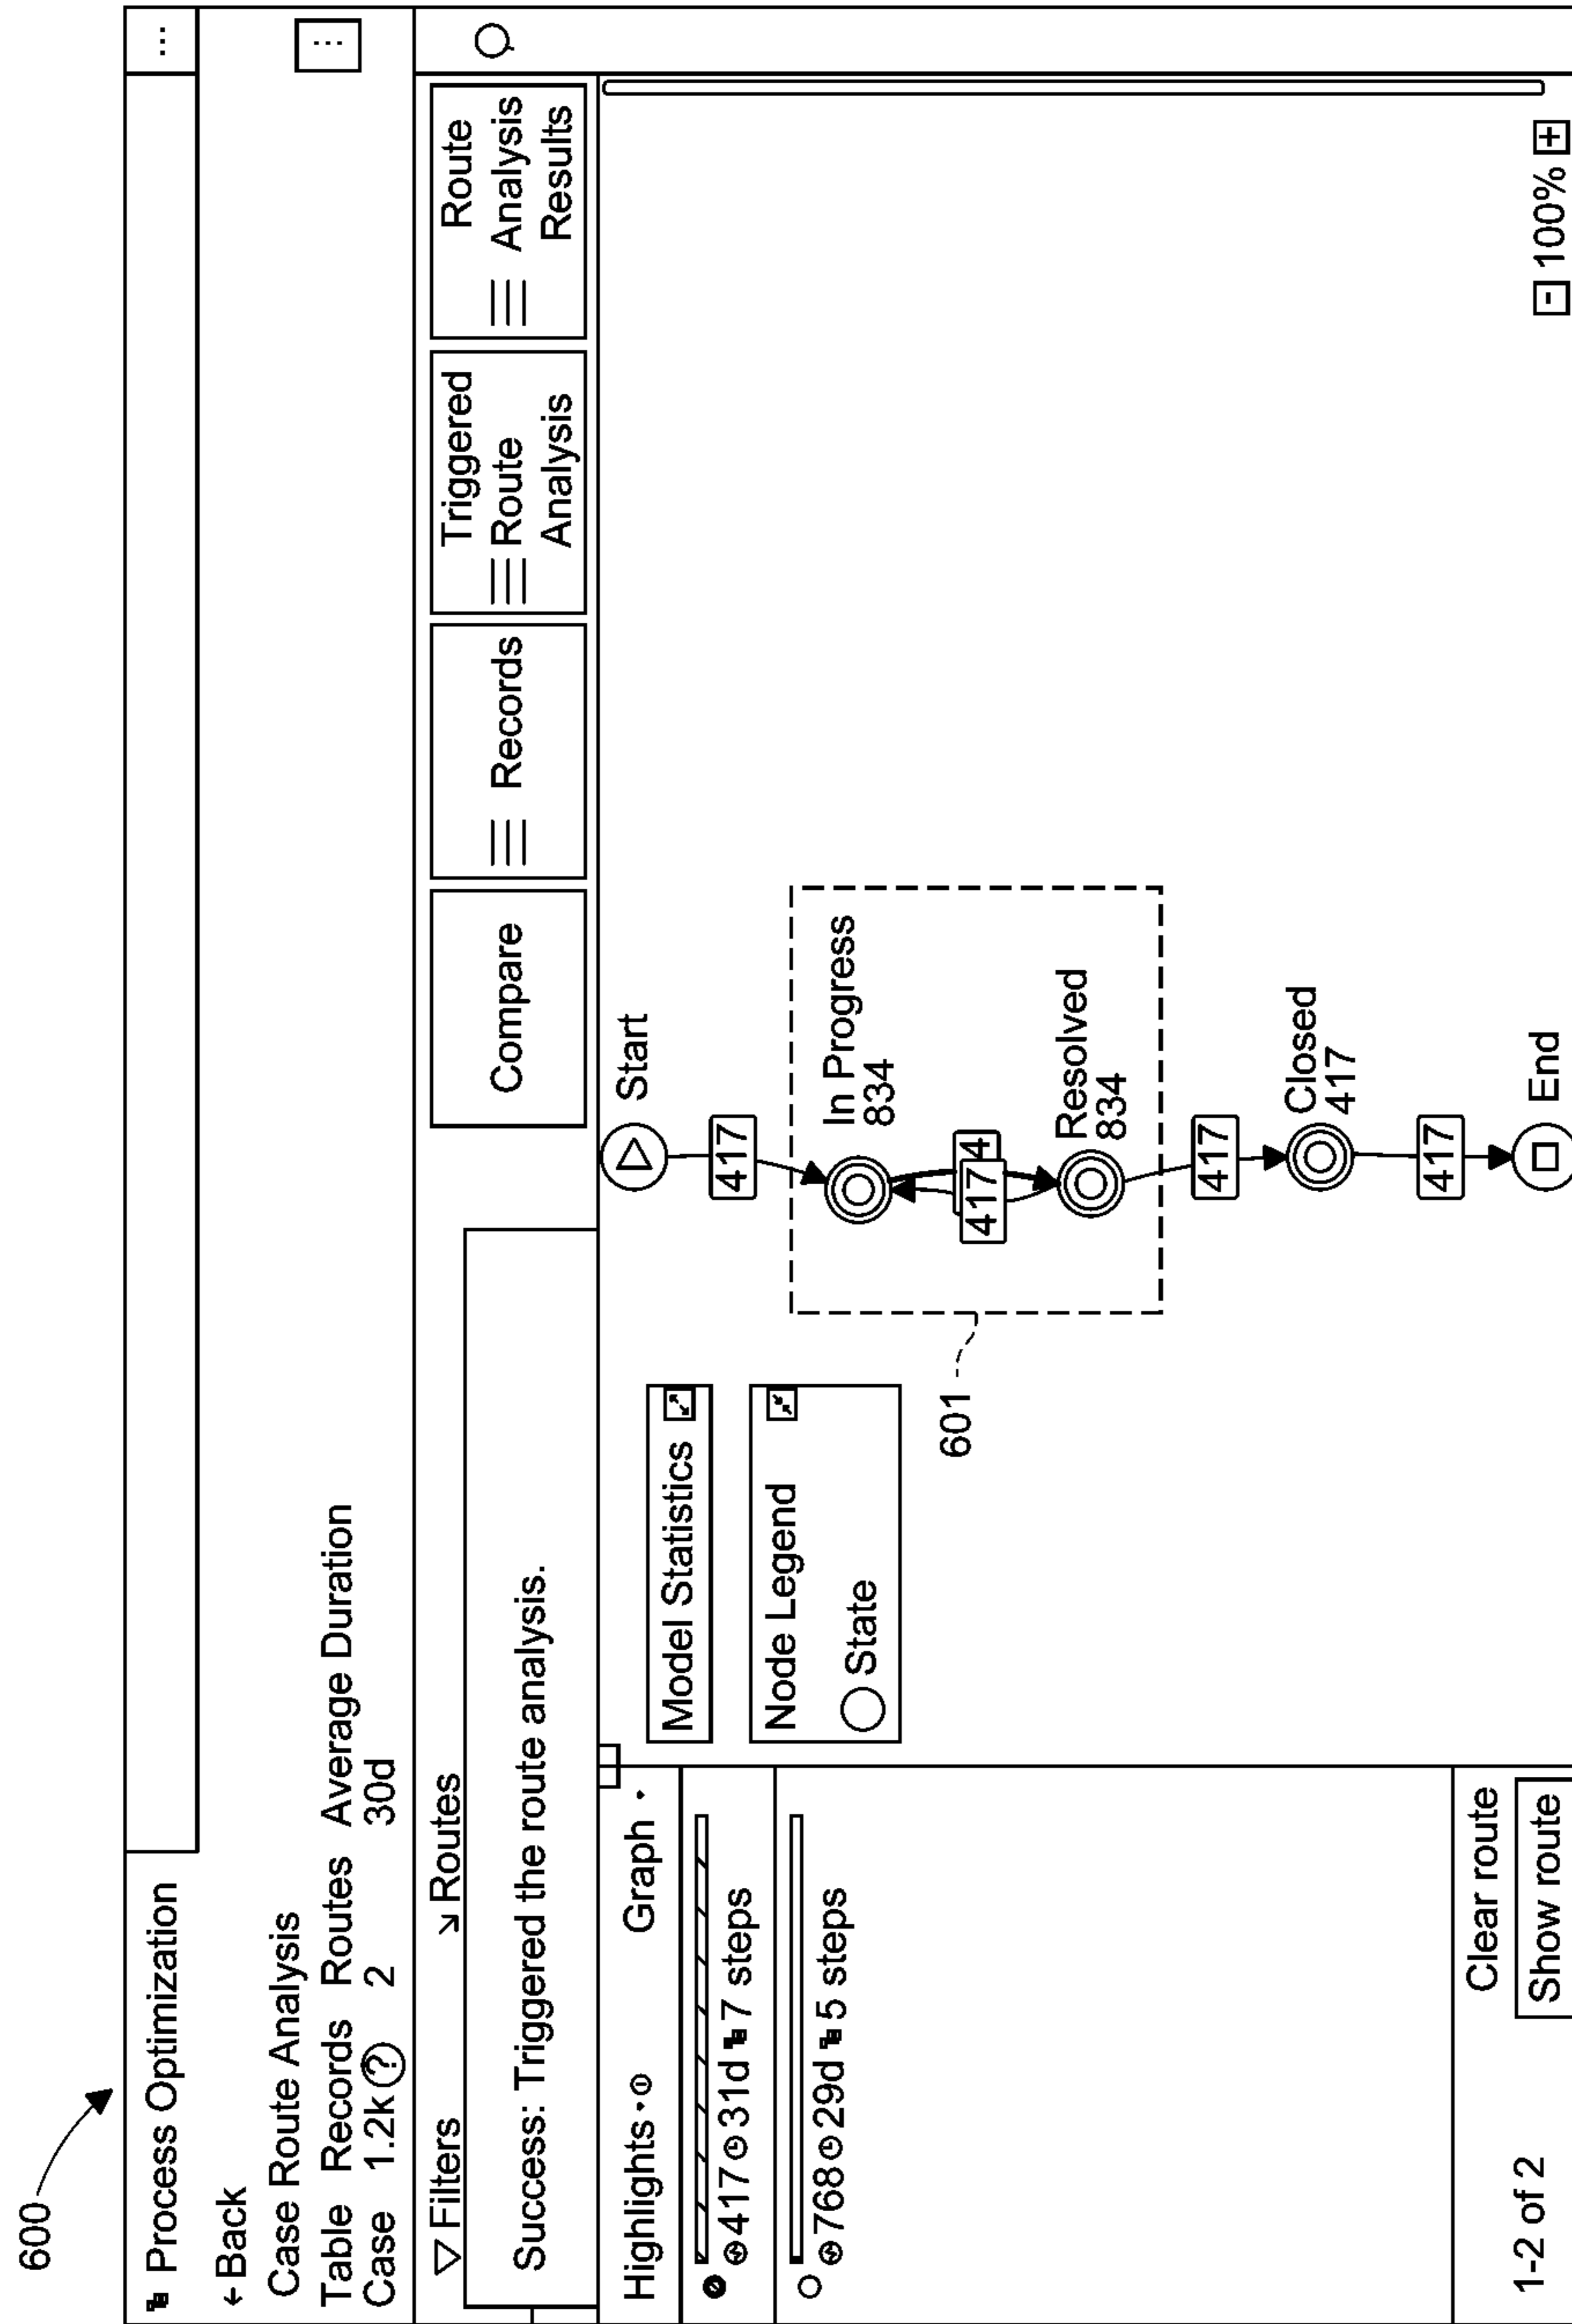 600
Process Optimization
...
←Back
Case Route Analysis
Table Records Routes Average Duration
Case 1.2k ? 2 30d
Filters
Routes
Success: Triggered the route analysis.
Compare
Records
Triggered
Route
Analysis
Route
Analysis
Results
Highlights
Graph
417 31d 7 steps
768 29d 5 steps
Model Statistics
Node Legend
State
Start
417
In Progress
834
417
4
Resolved
834
601
417
Closed
417
417
End
Clear route
1-2 of 2
Show route
- 100% +